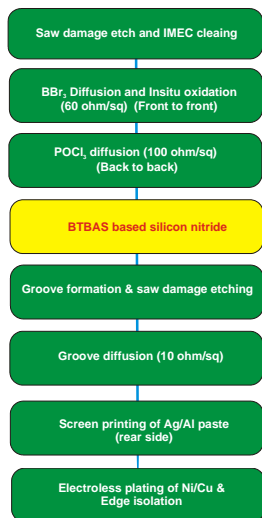 Saw damage etch and IMEC cleaing
BBr₃ Diffusion and Insitu oxidation
(60 ohm/sq) (Front to front)
POCl₃ diffusion (100 ohm/sq)
(Back to back)
BTBAS based silicon nitride
Groove formation & saw damage etching
Groove diffusion (10 ohm/sq)
Screen printing of Ag/Al paste
(rear side)
Electroless plating of Ni/Cu &
Edge isolation